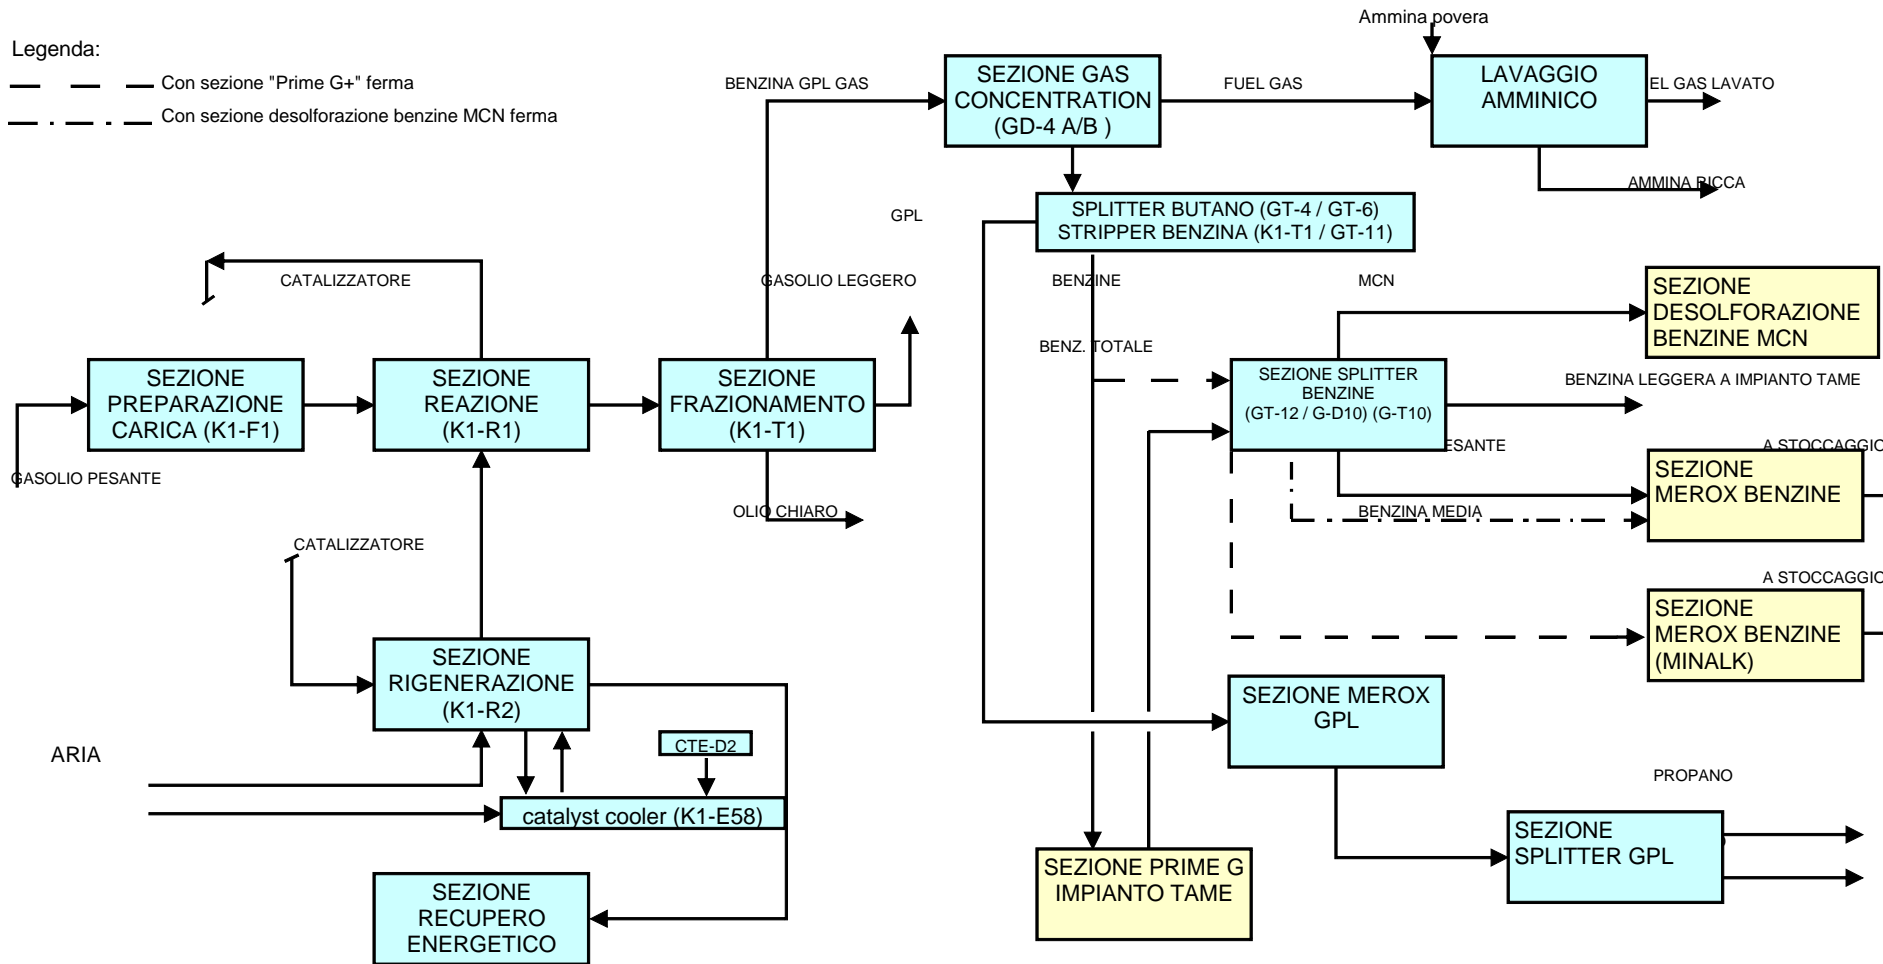 Ammina povera
Legenda:
Con sezione "Prime G+" ferma
Con sezione desolforazione benzine MCN ferma
BENZINA GPL GAS
SEZIONE GAS
CONCENTRATION
(GD-4 A/B )
FUEL GAS
LAVAGGIO
AMMINICO
EL GAS LAVATO
AMMINA RICCA
GPL
SPLITTER BUTANO (GT-4 / GT-6)
STRIPPER BENZINA (K1-T1 / GT-11)
CATALIZZATORE
GASOLIO LEGGERO
BENZINE
MCN
SEZIONE
DESOLFORAZIONE
BENZINE MCN
BENZ. TOTALE
SEZIONE
PREPARAZIONE
CARICA (K1-F1)
SEZIONE
REAZIONE
(K1-R1)
SEZIONE
FRAZIONAMENTO
(K1-T1)
SEZIONE SPLITTER
BENZINE
(GT-12 / G-D10) (G-T10)
BENZINA LEGGERA A IMPIANTO TAME
ESANTE
A STOCCAGGIO
GASOLIO PESANTE
SEZIONE
MEROX BENZINE
OLIO CHIARO
BENZINA MEDIA
CATALIZZATORE
A STOCCAGGIO
SEZIONE
MEROX BENZINE
(MINALK)
SEZIONE
RIGENERAZIONE
(K1-R2)
SEZIONE MEROX
GPL
ARIA
CTE-D2
PROPANO
catalyst cooler (K1-E58)
SEZIONE
SPLITTER GPL
SEZIONE PRIME G
IMPIANTO TAME
SEZIONE
RECUPERO
ENERGETICO